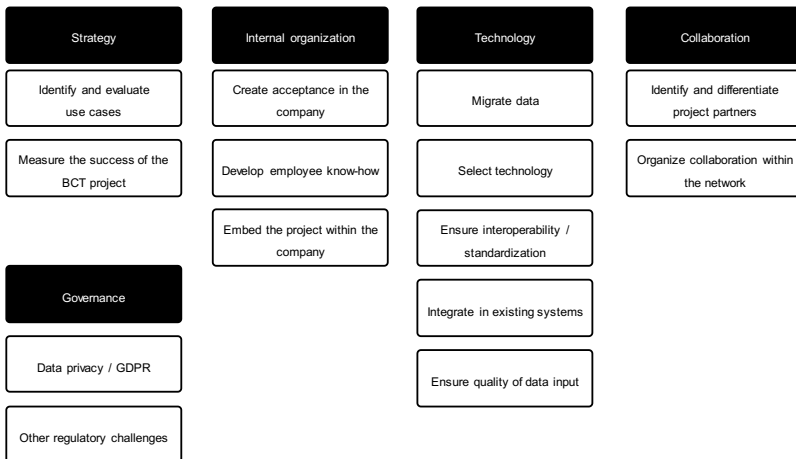 Strategy
Identify and evaluate
use cases
Measure the success of the
BCT project
Internal organization
Create acceptance in the
company
Develop employee know-how
Embed the project within the
company
Technology
Migrate data
Select technology
Ensure interoperability /
standardization
Integrate in existing systems
Ensure quality of data input
Collaboration
Identify and differentiate
project partners
Organize collaboration within
the network
Governance
Data privacy / GDPR
Other regulatory challenges